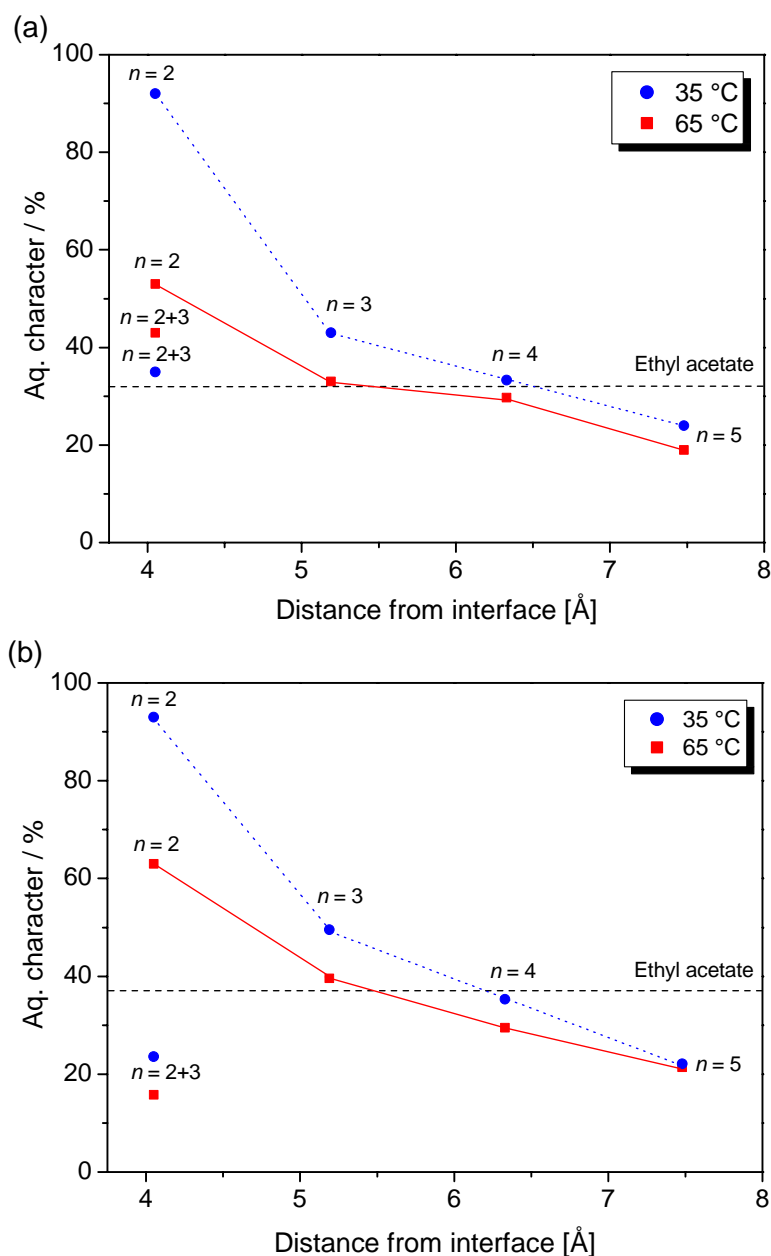 (a)
100
80
60
40
20
0
Aq. character / %
n = 2
35 °C
65 °C
n = 2
n = 3
n = 2+3
n = 2+3
n = 4
Ethyl acetate
n = 5
4 5 6 7 8
Distance from interface [Å]
(b)
100
80
60
40
20
0
Aq. character / %
n = 2
35 °C
65 °C
n = 2
n = 3
n = 4
Ethyl acetate
n = 2+3
n = 5
4 5 6 7 8
Distance from interface [Å]